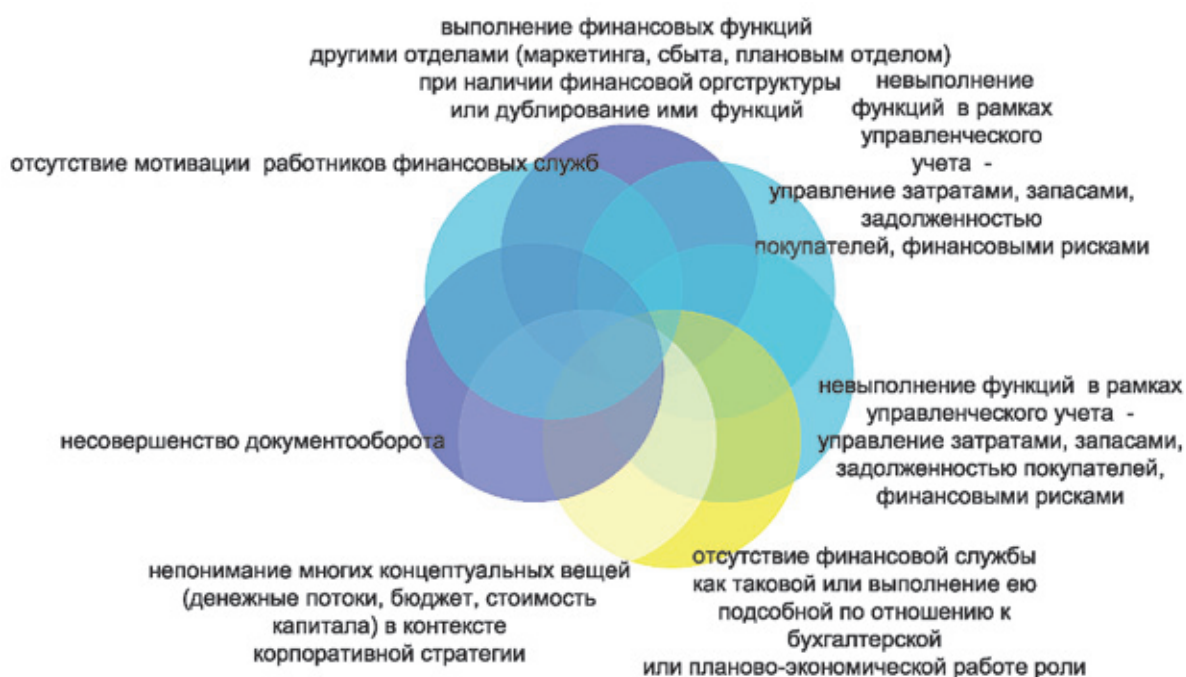 выполнение финансовых функций
другими отделами (маркетинга, сбыта, плановым отделом)
при наличии финансовой оргструктуры
или дублирование ими функций
невыполнение
функций в рамках
управленческого
учета -
управление затратами, запасами,
задолженностью
покупателей, финансовыми рисками
отсутствие мотивации работников финансовых служб
невыполнение функций в рамках
управленческого учета -
управление затратами, запасами,
задолженностью покупателей,
финансовыми рисками
несовершенство документооборота
отсутствие финансовой службы
как таковой или выполнение ею
подсобной по отношению к
бухгалтерской
или планово-экономической работе роли
непонимание многих концептуальных вещей
(денежные потоки, бюджет, стоимость
капитала) в контексте
корпоративной стратегии